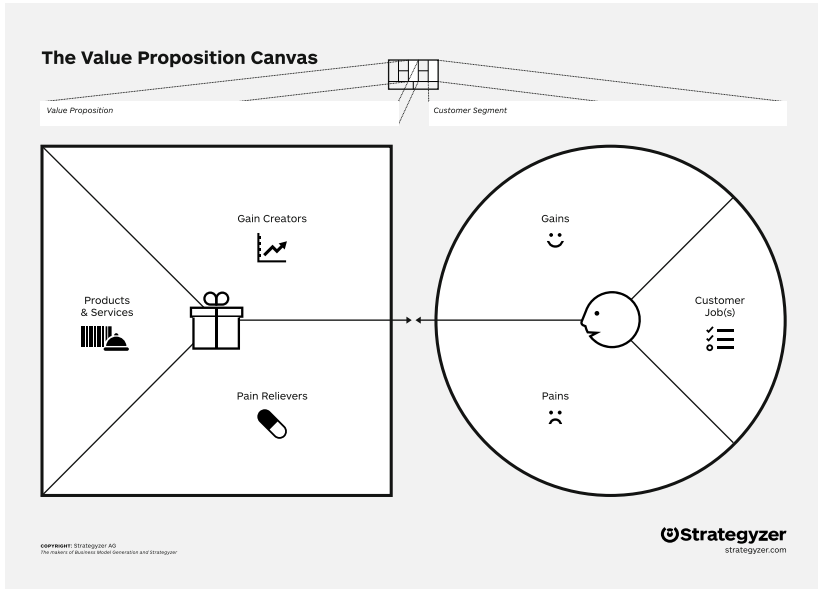 The Value Proposition Canvas
Value Proposition
Customer Segment
Gain Creators
Gains
Products
& Services
Customer
Job(s)
Pain Relievers
Pains
COPYRIGHT: Strategyzer AG
The makers of Business Model Generation and Strategyzer
Strategyzer
strategyzer.com